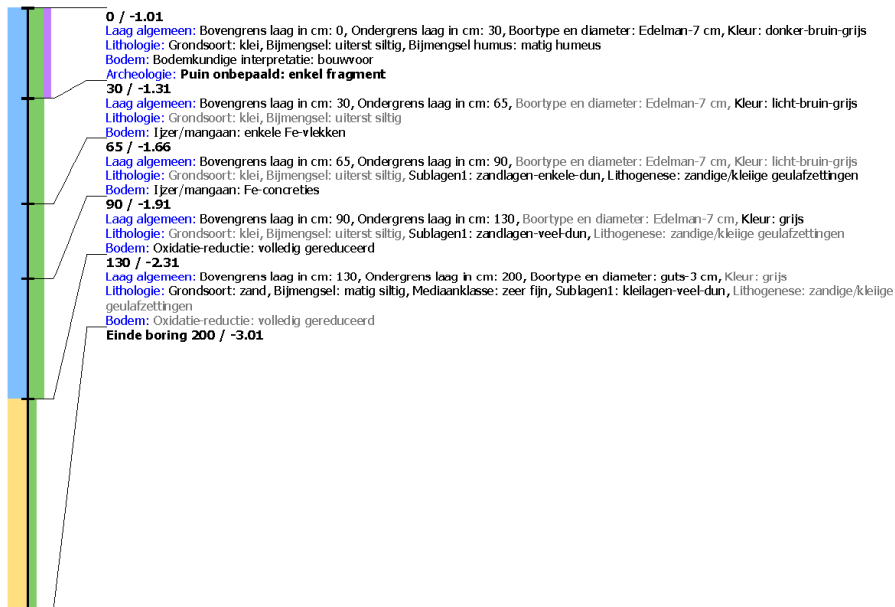 0 / -1.01
Laag algemeen: Bovengrens laag in cm: 0, Ondergrens laag in cm: 30, Boortype en diameter: Edelman-7 cm, Kleur: donker-bruin-grijs
Lithologie: Grondsoort: klei, Bijmengsel: uiterst siltig, Bijmengsel humus: matig humeus
Bodem: Bodemkundige interpretatie: bouwvoor
Archeologie: Puin onbepaald: enkel fragment
30 / -1.31
Laag algemeen: Bovengrens laag in cm: 30, Ondergrens laag in cm: 65, Boortype en diameter: Edelman-7 cm, Kleur: licht-bruin-grijs
Lithologie: Grondsoort: klei, Bijmengsel: uiterst siltig
Bodem: Ijzer/mangaan: enkele Fe-vlekken
65 / -1.66
Laag algemeen: Bovengrens laag in cm: 65, Ondergrens laag in cm: 90, Boortype en diameter: Edelman-7 cm, Kleur: licht-bruin-grijs
Lithologie: Grondsoort: klei, Bijmengsel: uiterst siltig, Sublagen1: zandlagen-enkele-dun, Lithogenese: zandige/kleiige geulafzettingen
Bodem: Ijzer/mangaan: Fe-concreties
90 / -1.91
Laag algemeen: Bovengrens laag in cm: 90, Ondergrens laag in cm: 130, Boortype en diameter: Edelman-7 cm, Kleur: grijs
Lithologie: Grondsoort: klei, Bijmengsel: uiterst siltig, Sublagen1: zandlagen-veel-dun, Lithogenese: zandige/kleiige geulafzettingen
Bodem: Oxidatie-reductie: volledig gereduceerd
130 / -2.31
Laag algemeen: Bovengrens laag in cm: 130, Ondergrens laag in cm: 200, Boortype en diameter: guts-3 cm, Kleur: grijs
Lithologie: Grondsoort: zand, Bijmengsel: matig siltig, Mediaanklasse: zeer fijn, Sublagen1: kleilagen-veel-dun, Lithogenese: zandige/kleiige
geulafzettingen
Bodem: Oxidatie-reductie: volledig gereduceerd
Einde boring 200 / -3.01